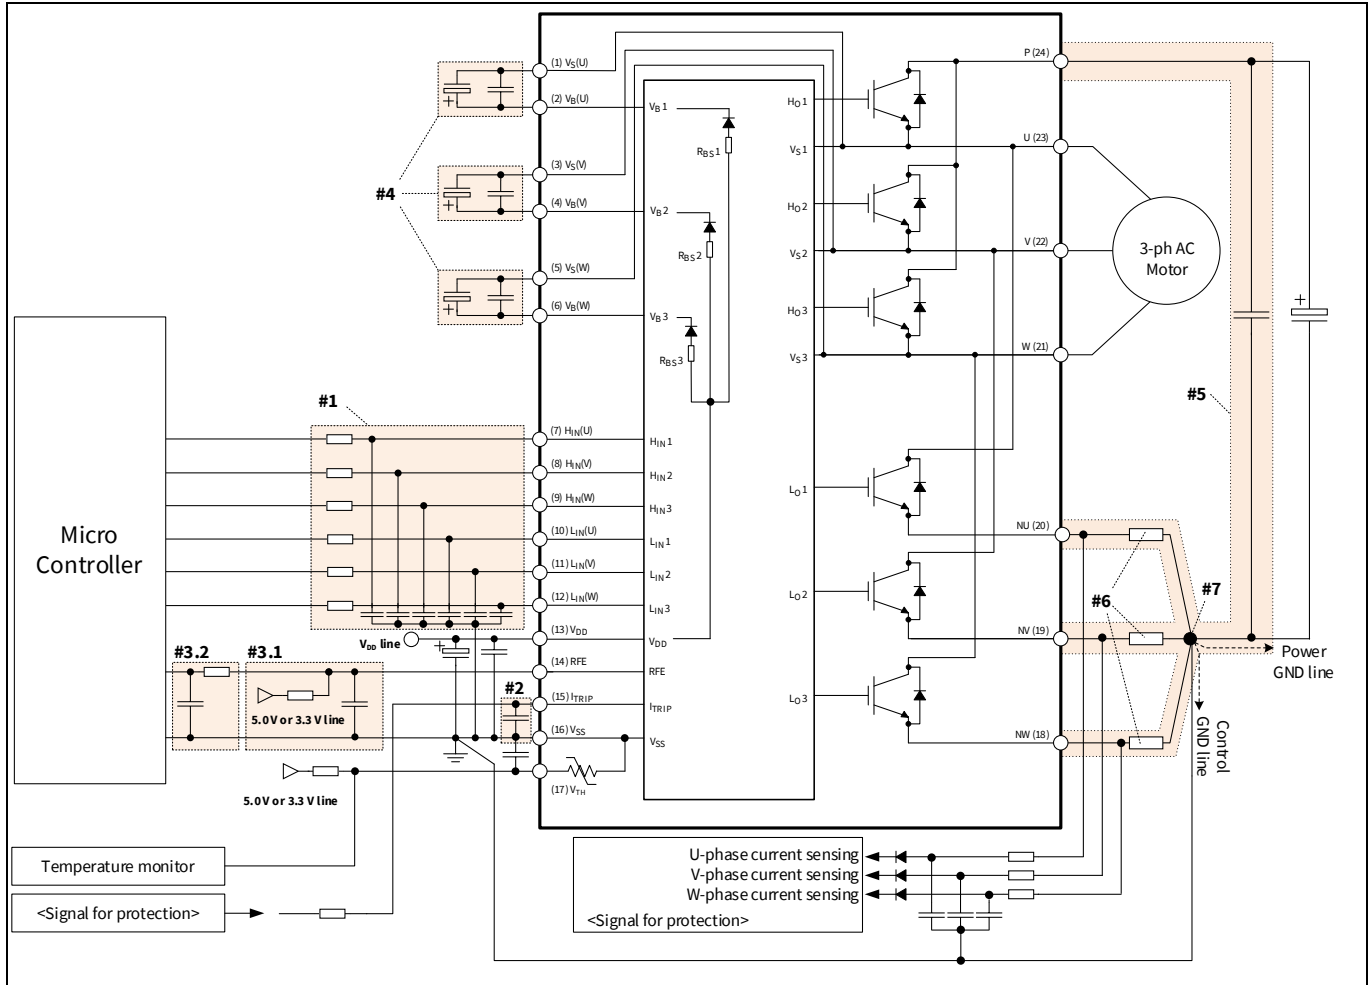 (1) VS(U)
(2) VB(U)
(3) VS(V)
(4) VB(V)
(5) VS(W)
(6) VB(W)
#4
#1
(7) HIN(U)
(8) HIN(V)
(9) HIN(W)
(10) LIN(U)
(11) LIN(V)
(12) LIN(W)
(13) VDD
(14) RFE
(15) ITRIP
(16) VSS
(17) VTH
Micro
Controller
VDD line
#3.2
#3.1
5.0 V or 3.3 V line
#2
5.0 V or 3.3 V line
Temperature monitor
<Signal for protection>
VB1
RBS1
VB2
RBS2
VB3
RBS3
HIN1
HIN2
HIN3
LIN1
LIN2
LIN3
VDD
RFE
ITRIP
VSS
HO1
VS1
HO2
VS2
HO3
VS3
LO1
LO2
LO3
P (24)
U (23)
V (22)
W (21)
NU (20)
NV (19)
NW (18)
3-ph AC
Motor
+
+
+
+
+
#5
#6
#7
Power
GND line
Control
GND line
U-phase current sensing
V-phase current sensing
W-phase current sensing
<Signal for protection>